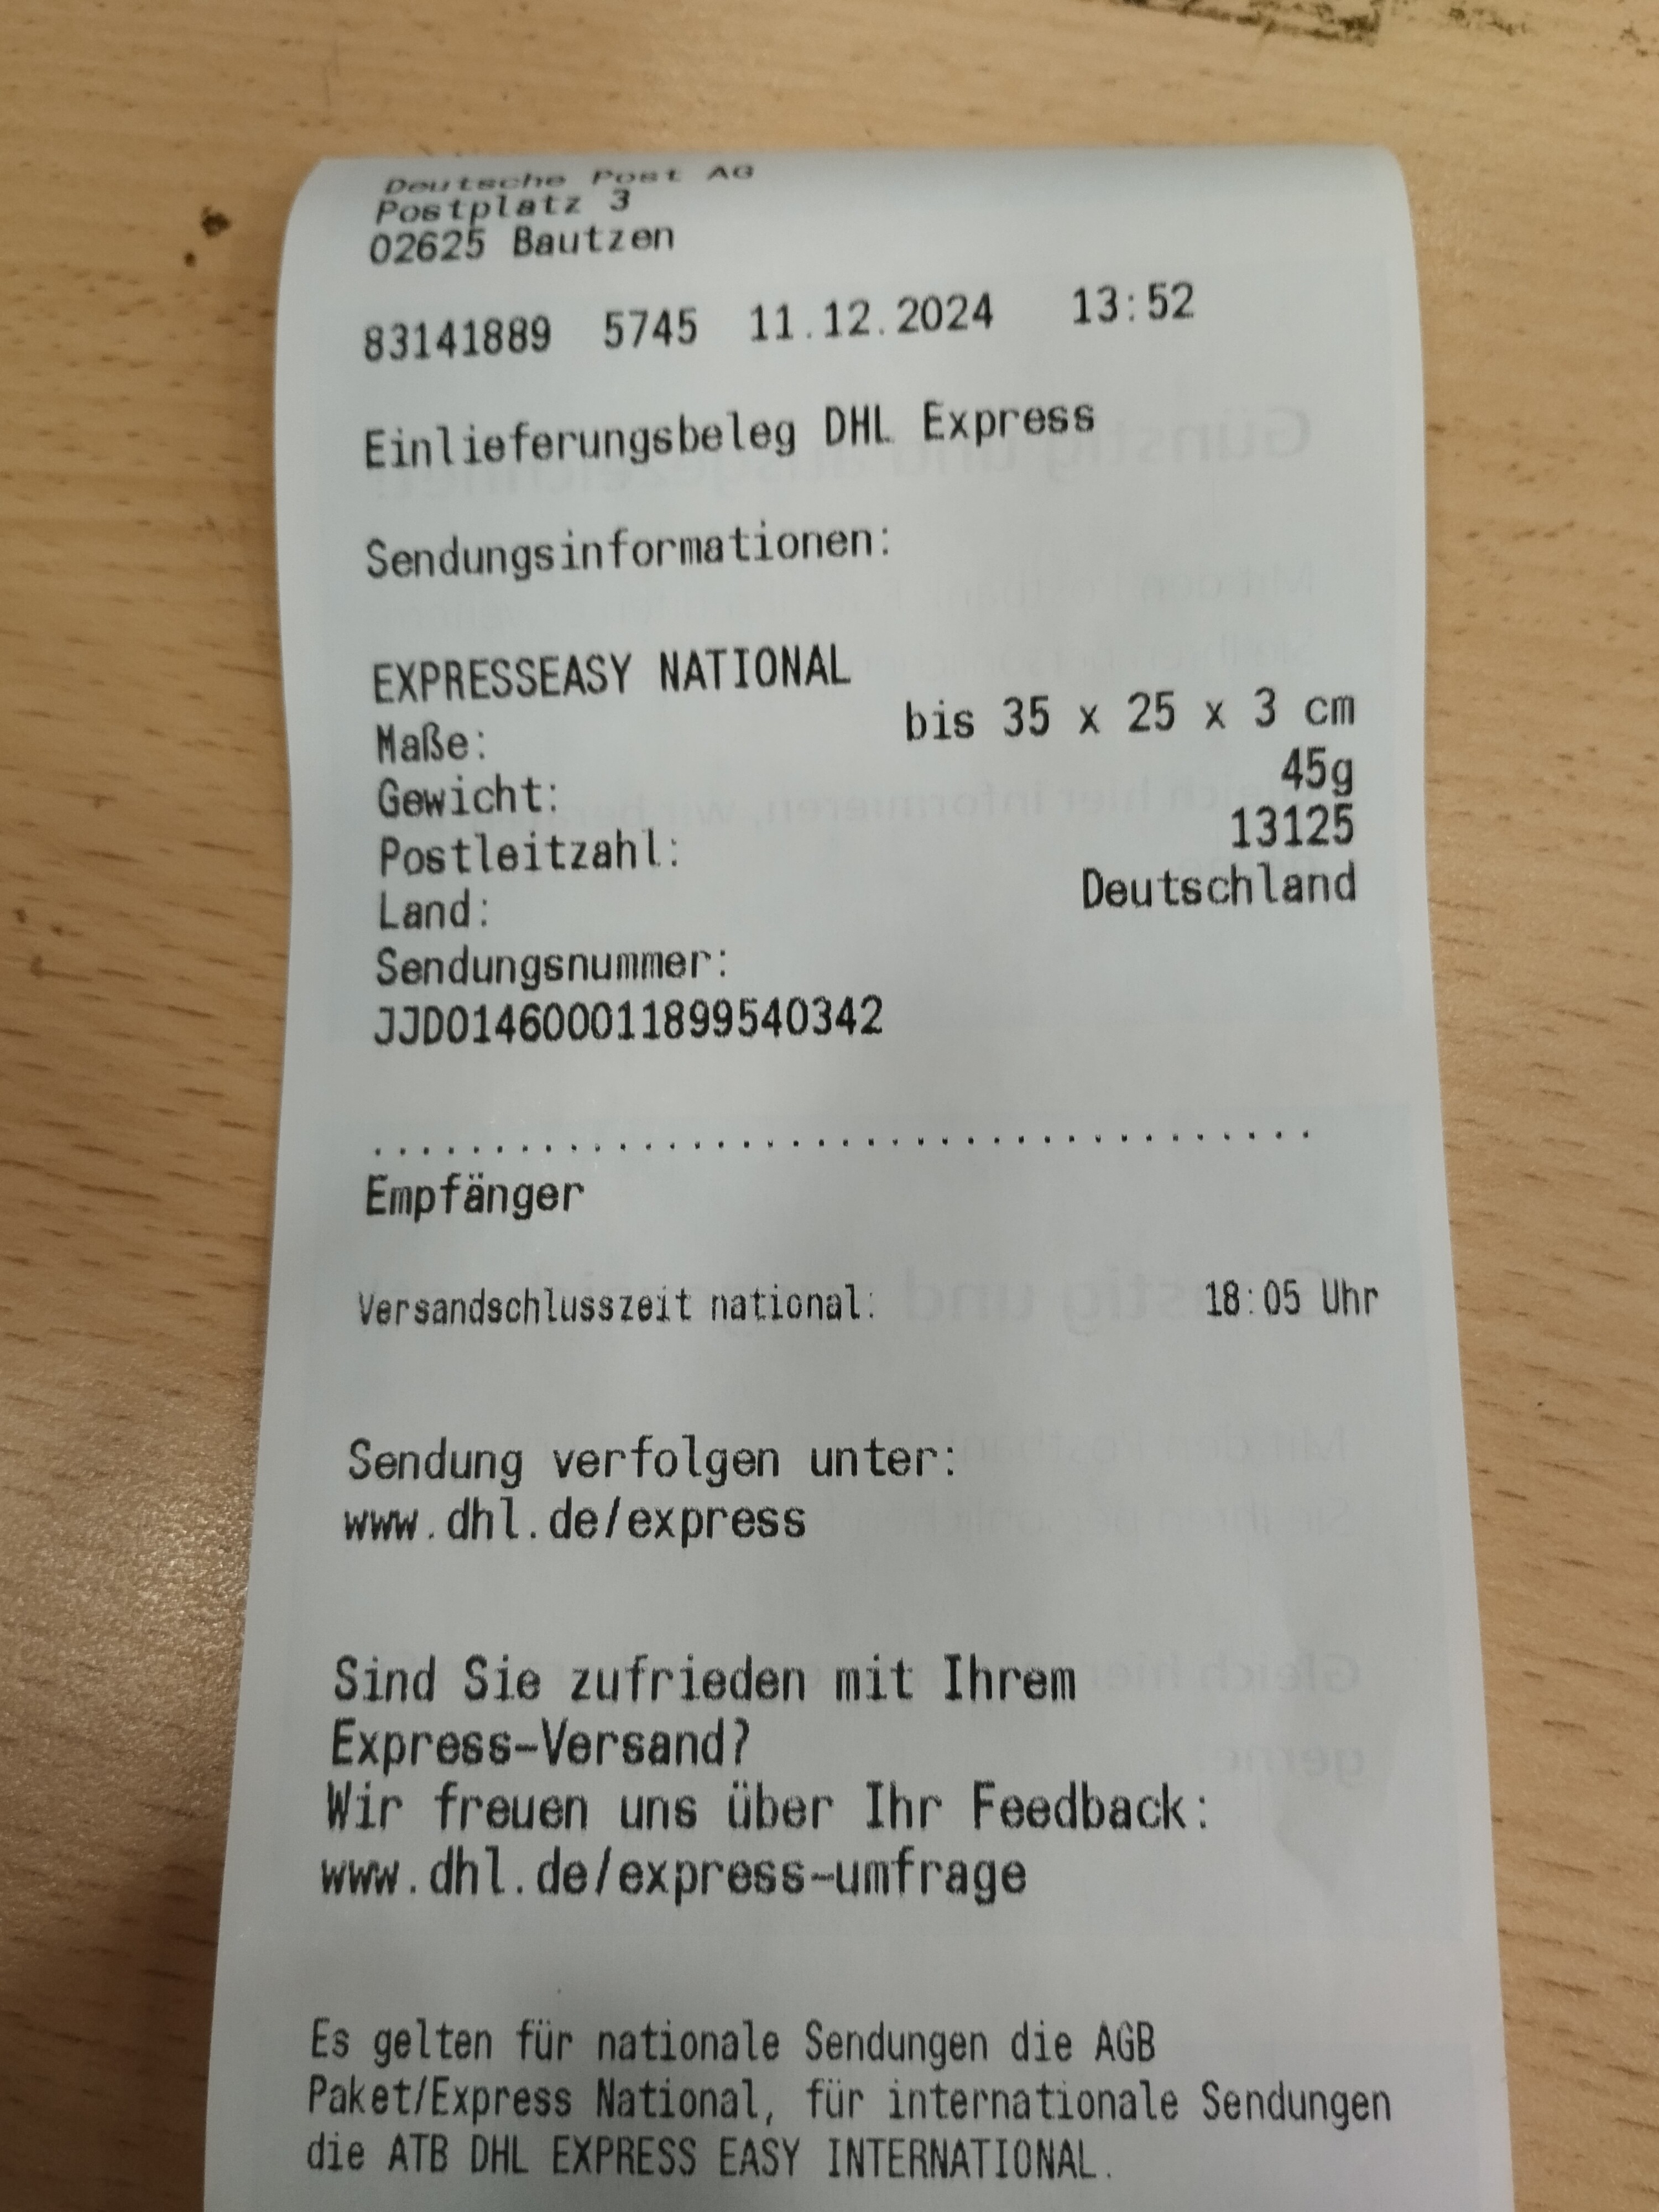 Deutsche Post AG
Postplatz 3
02625 Bautzen
83141889 5745 11.12.2024 13:52
Einlieferungsbeleg DHL Express
Sendungsinformationen:
EXPRESSEASY NATIONAL
Maße: bis 35 x 25 x 3 cm
Gewicht: 45g
Postleitzahl: 13125
Land: Deutschland
Sendungsnummer:
JJD014600011899540342
.......................................
Empfänger
Versandschlusszeit national: 18:05 Uhr
Sendung verfolgen unter:
www.dhl.de/express
Sind Sie zufrieden mit Ihrem
Express-Versand?
Wir freuen uns über Ihr Feedback:
www.dhl.de/express-umfrage
Es gelten für nationale Sendungen die AGB
Paket/Express National, für internationale Sendungen
die ATB DHL EXPRESS EASY INTERNATIONAL.